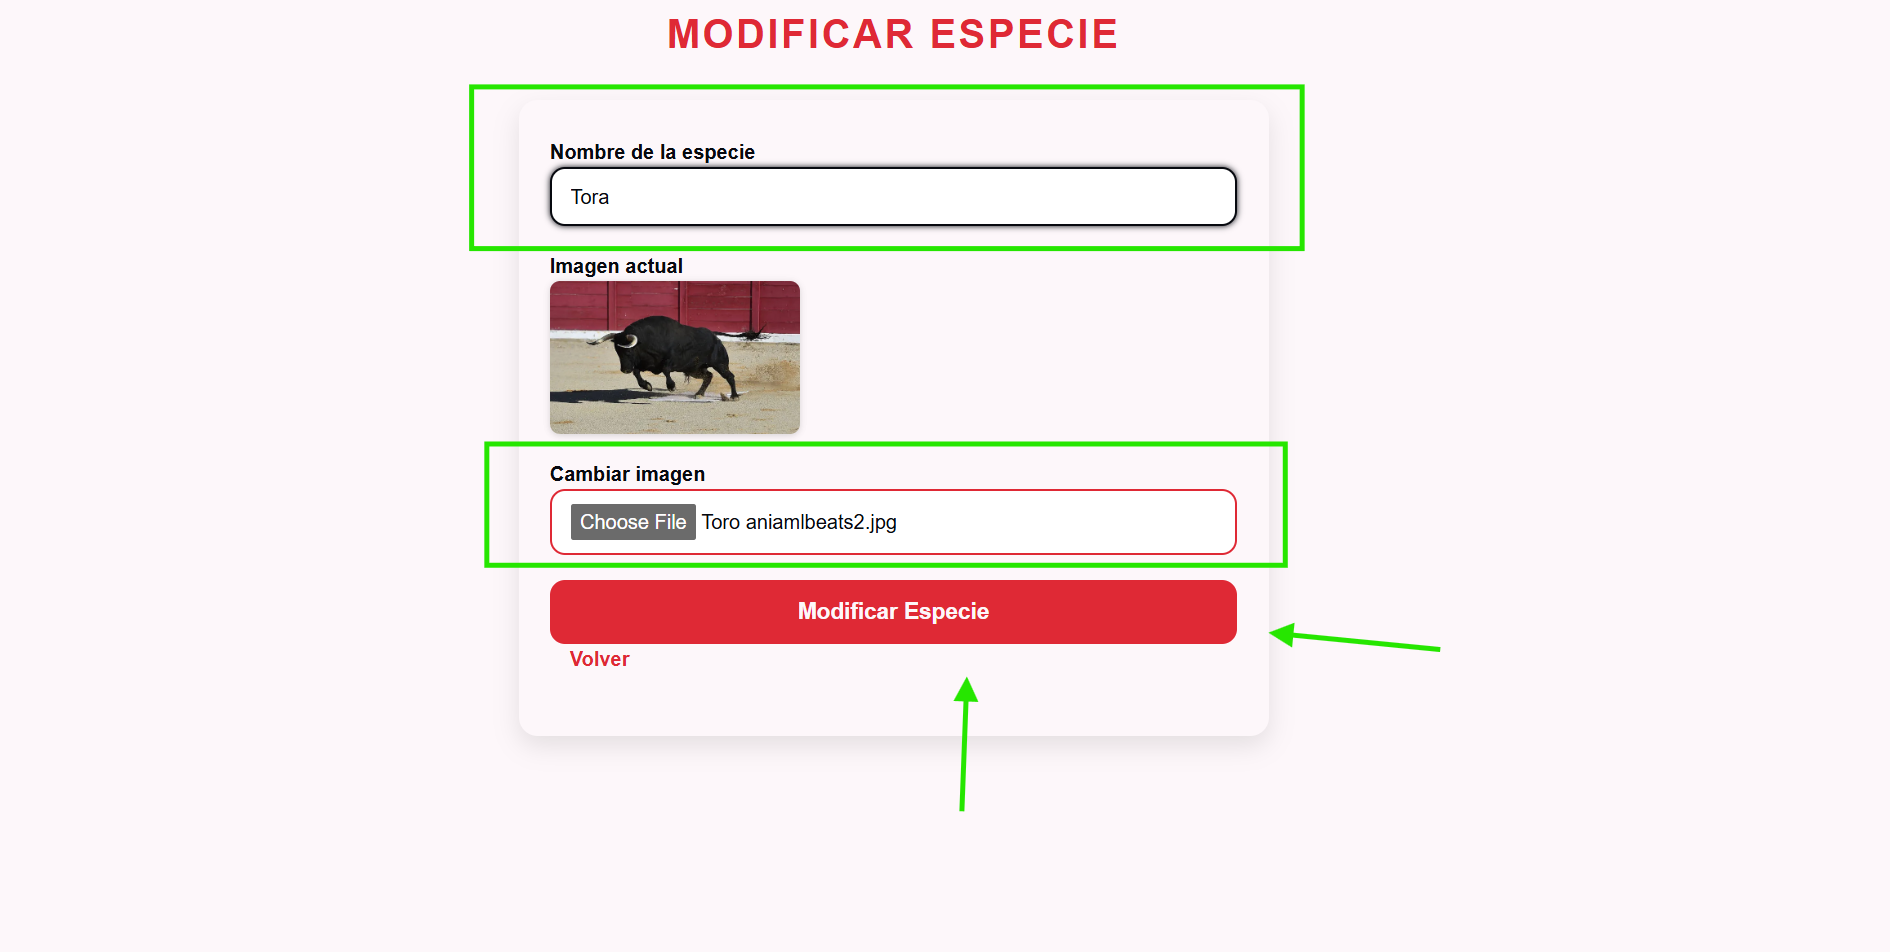 MODIFICAR ESPECIE
Nombre de la especie
Tora
Imagen actual
Cambiar imagen
Choose File Toro aniamlbeats2.jpg
Modificar Especie
Volver